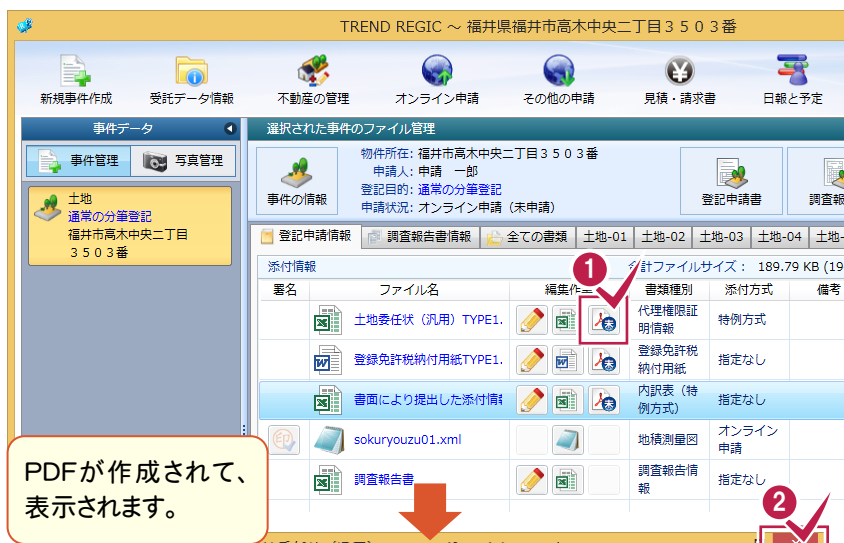 TREND REGIC ～ 福井県福井市高木中央二丁目３５０３番
新規事件作成 受託データ情報 不動産の管理 オンライン申請 その他の申請 見積・請求書 日報と予定
事件データ 選択された事件のファイル管理
事件管理 写真管理
事件の情報
物件所在: 福井市高木中央二丁目３５０３番
申請人: 申請 一郎
登記目的: 通常の分筆登記
申請状況: オンライン申請（未申請）
登記申請書 調査報
土地
通常の分筆登記
福井市高木中央二丁目
３５０３番
登記申請情報 調査報告書情報 全ての書類 土地-01 土地-02 土地-03 土地-04 土地-
添付情報 合計ファイルサイズ： 189.79 KB (19
1
署名 ファイル名 編集作業 書類種別 添付方式 備考
土地委任状（汎用）TYPE1. 未 代理権限証明情報 特例方式
登録免許税納付用紙TYPE1. 未 登録免許税納付用紙 指定なし
書面により提出した添付情報 未 内訳表（特例方式） 指定なし
sokuryouzu01.xml 地積測量図 オンライン申請
調査報告書 調査報告情報 指定なし
PDFが作成されて、
表示されます。
2